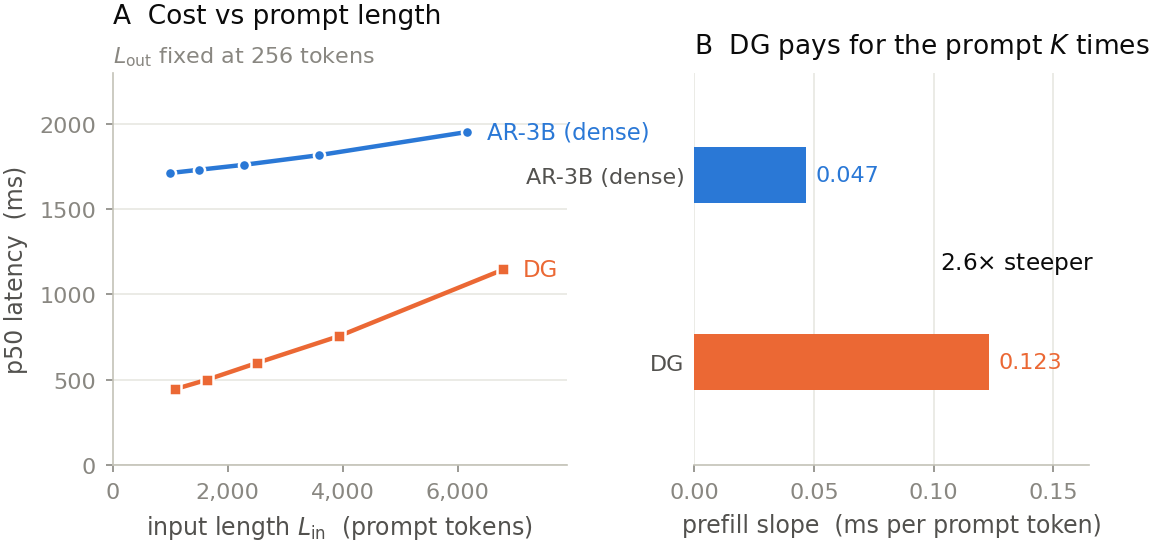 A  Cost vs prompt length
L_out fixed at 256 tokens
p50 latency  (ms)
2000
1500
1000
500
0
0
2,000
4,000
6,000
AR-3B (dense)
DG
input length L_in  (prompt tokens)
B  DG pays for the prompt K times
AR-3B (dense)
0.047
2.6× steeper
DG
0.123
0.00
0.05
0.10
0.15
prefill slope  (ms per prompt token)